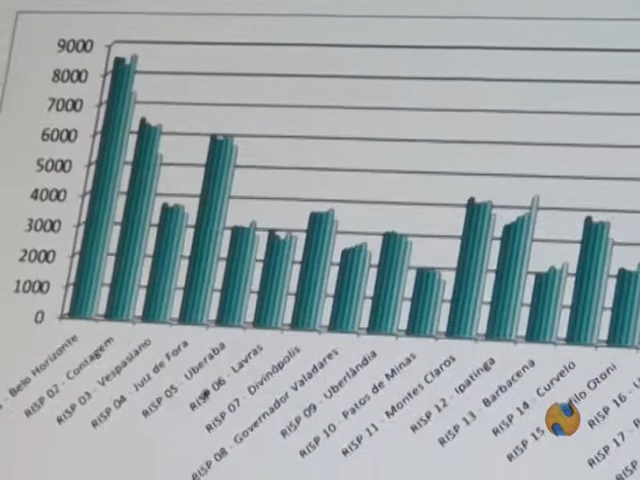 9000
8000
7000
6000
5000
4000
3000
2000
1000
0
- Belo Horizonte
RISP 02 - Contagem
RISP 03 - Vespasiano
RISP 04 - Juiz de Fora
RISP 05 - Uberaba
RISP 06 - Lavras
RISP 07 - Divinópolis
RISP 08 - Governador Valadares
RISP 09 - Uberlândia
RISP 10 - Patos de Minas
RISP 11 - Montes Claros
RISP 12 - Ipatinga
RISP 13 - Barbacena
RISP 14 - Curvelo
RISP 15 ilo Otoni
RISP 16 -
RISP 17 -
RISP